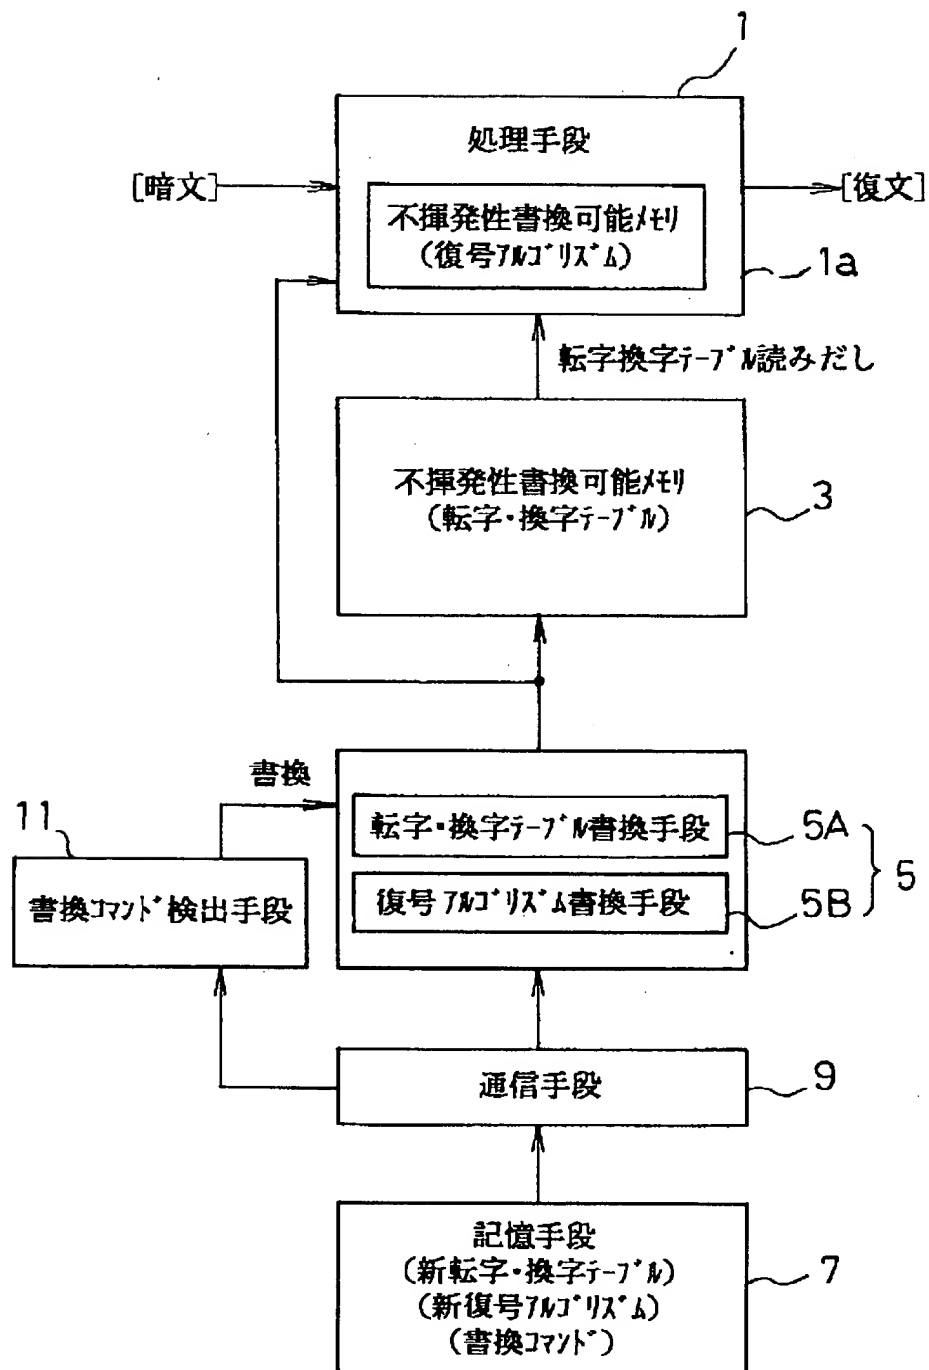 1
処理手段
[暗文]
[復文]
不揮発性書換可能ﾒﾓﾘ
(復号ｱﾙｺﾞﾘｽﾞﾑ)
1a
転字換字ﾃｰﾌﾞﾙ読みだし
不揮発性書換可能ﾒﾓﾘ
(転字・換字ﾃｰﾌﾞﾙ)
3
書換
11
転字・換字ﾃｰﾌﾞﾙ書換手段
5A
5
書換ｺﾏﾝﾄﾞ検出手段
復号ｱﾙｺﾞﾘｽﾞﾑ書換手段
5B
通信手段
9
記憶手段
(新転字・換字ﾃｰﾌﾞﾙ)
7
(新復号ｱﾙｺﾞﾘｽﾞﾑ)
(書換ｺﾏﾝﾄﾞ)